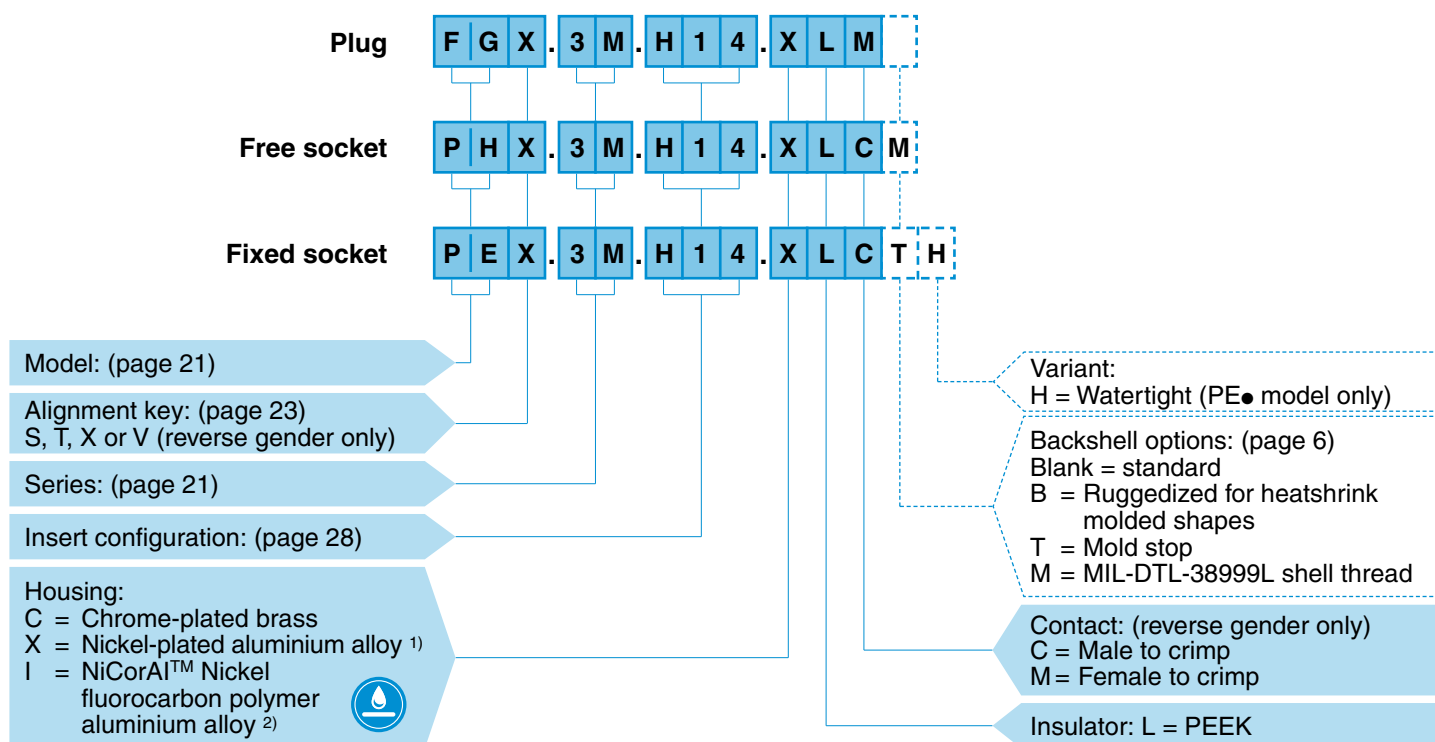 Plug F G X . 3 M . H 1 4 . X L M
Free socket P H X . 3 M . H 1 4 . X L C M
Fixed socket P E X . 3 M . H 1 4 . X L C T H
Model: (page 21)
Alignment key: (page 23)
S, T, X or V (reverse gender only)
Series: (page 21)
Insert configuration: (page 28)
Housing:
C = Chrome-plated brass
X = Nickel-plated aluminium alloy 1)
I = NiCorAl™ Nickel
fluorocarbon polymer
aluminium alloy 2)
Variant:
H = Watertight (PE● model only)
Backshell options: (page 6)
Blank = standard
B = Ruggedized for heatshrink
molded shapes
T = Mold stop
M = MIL-DTL-38999L shell thread
Contact: (reverse gender only)
C = Male to crimp
M = Female to crimp
Insulator: L = PEEK